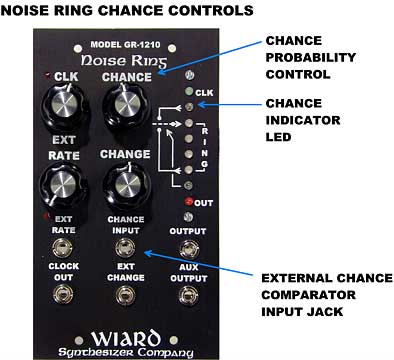 NOISE RING CHANCE CONTROLS
MODEL GR-1210
Noise Ring
CLK
CHANCE
CLK
EXT
RATE
CHANGE
RING
OUT
EXT
RATE
CHANCE
INPUT
OUTPUT
CLOCK
OUT
EXT
CHANGE
AUX
OUTPUT
WIARD
Synthesizer Company
CHANCE
PROBABILITY
CONTROL
CHANCE
INDICATOR
LED
EXTERNAL CHANCE
COMPARATOR
INPUT JACK